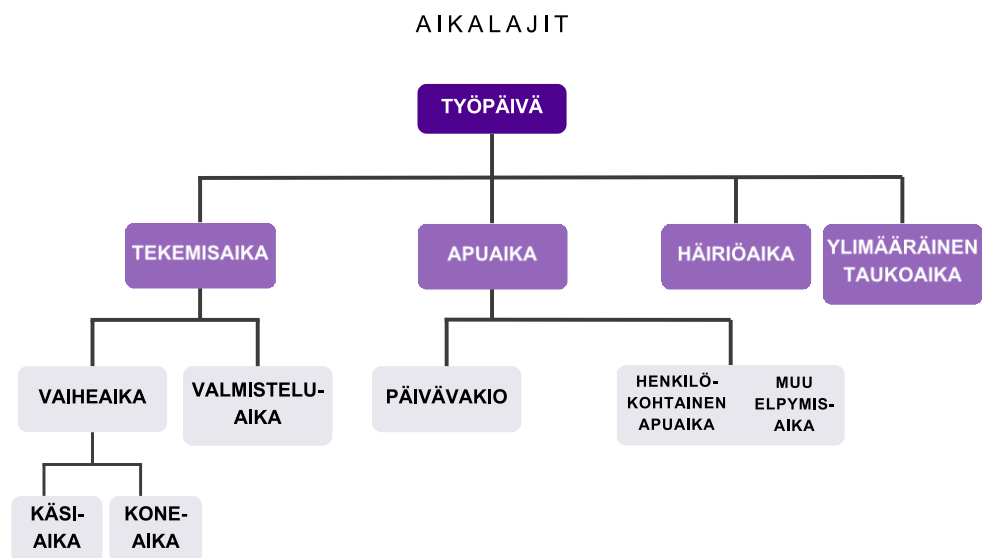 AIKALAJIT
TYÖPÄIVÄ
TEKEMISAIKA
APUAIKA
HÄIRIÖAIKA
YLIMÄÄRÄINEN
TAUKOAIKA
VAIHEAIKA
VALMISTELU-
AIKA
PÄIVÄVAKIO
HENKILÖ-
KOHTAINEN
APUAIKA
MUU
ELPYMIS-
AIKA
KÄSI-
AIKA
KONE-
AIKA